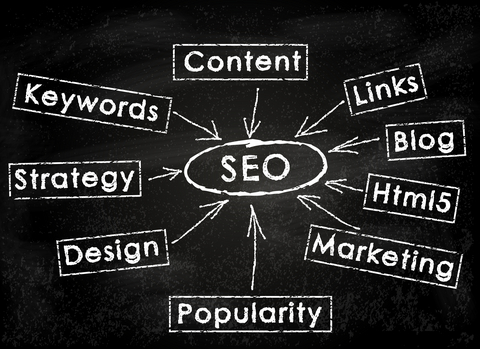 Content
Keywords
Links
Blog
SEO
Strategy
Html5
Design
Marketing
Popularity